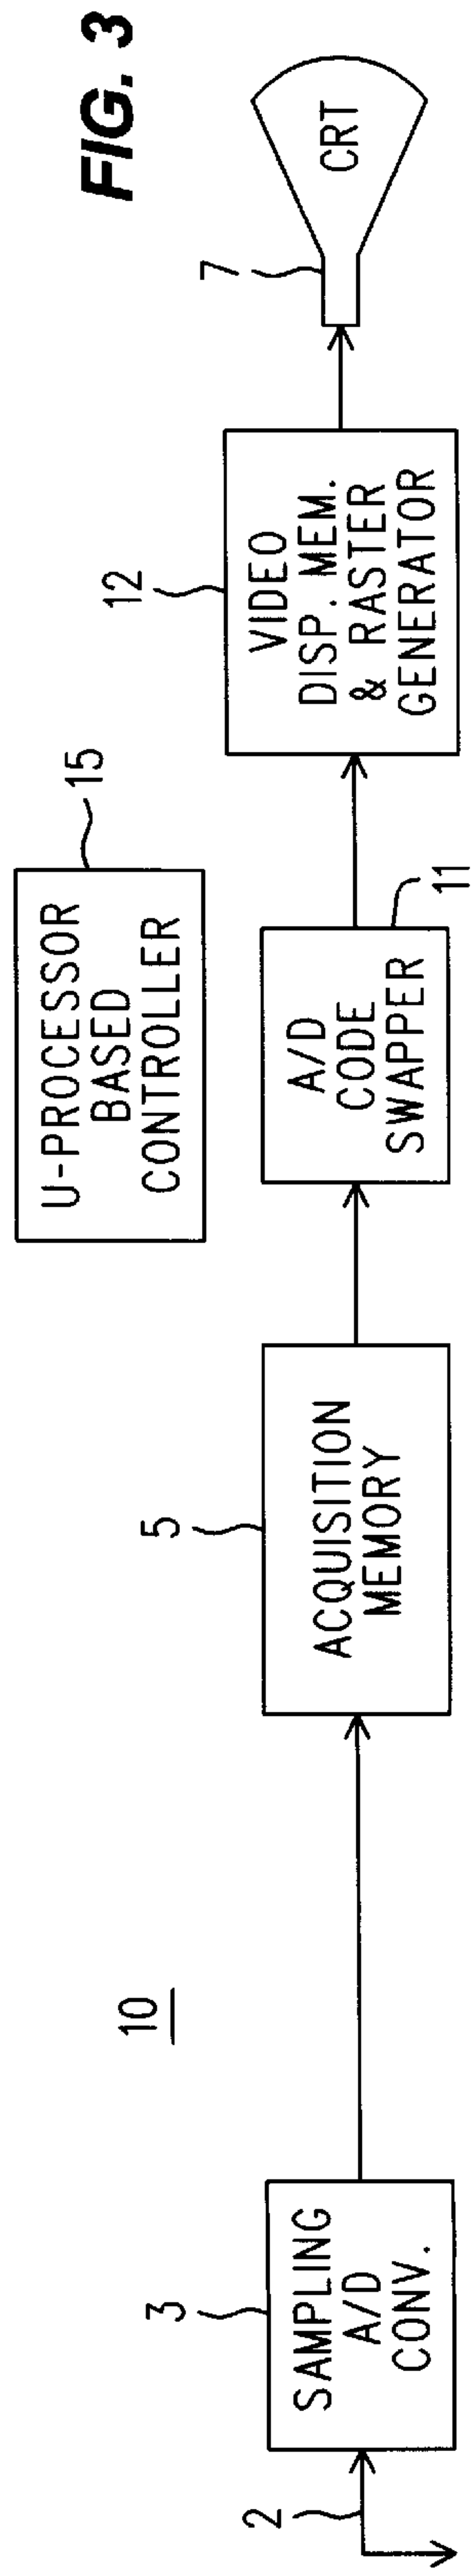 FIG. 3
10
2
3
SAMPLING
A/D
CONV.
5
ACQUISITION
MEMORY
15
U-PROCESSOR
BASED
CONTROLLER
11
A/D
CODE
SWAPPER
12
VIDEO
DISP. MEM.
& RASTER
GENERATOR
7
CRT